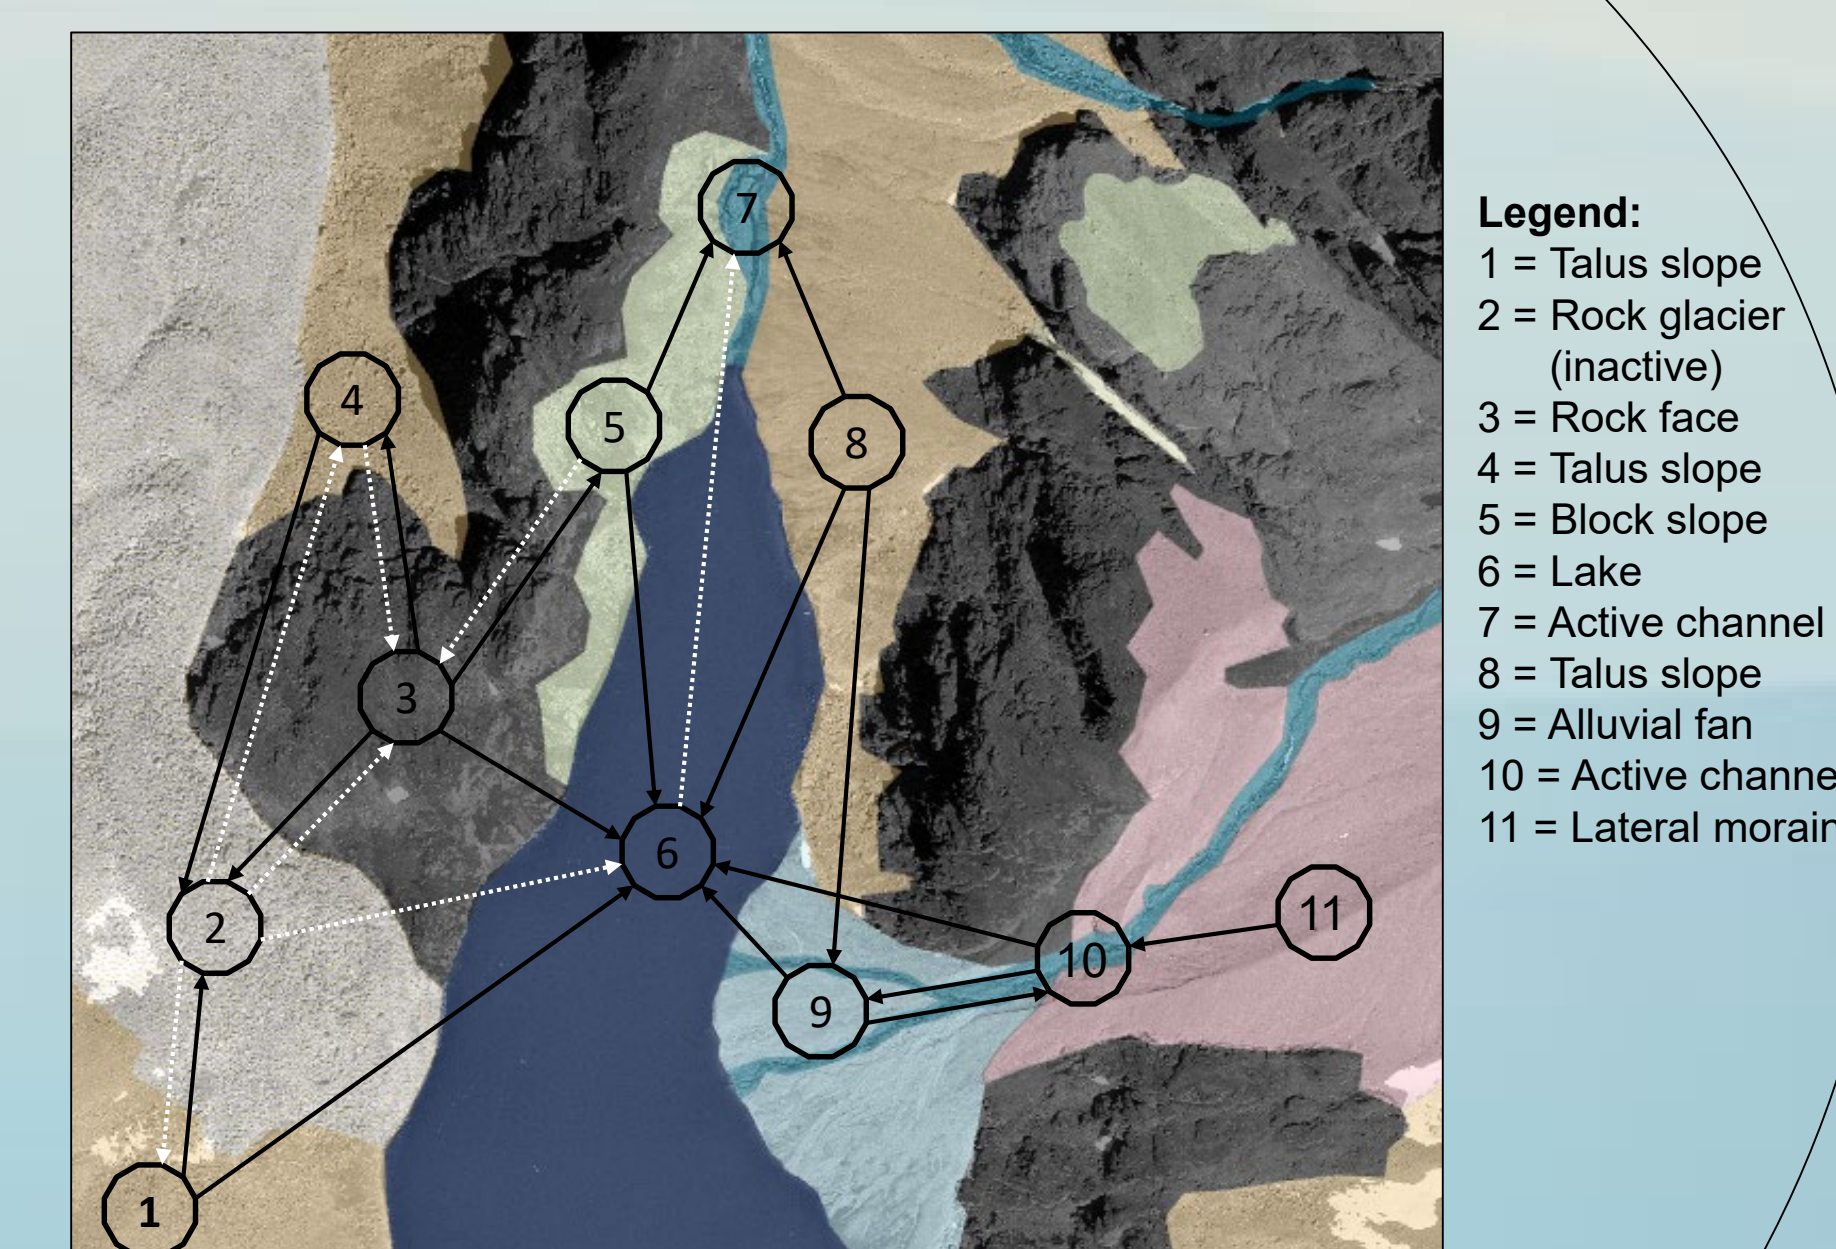 7
4
5
8
3
6
2
11
10
9
1
Legend:
1 = Talus slope
2 = Rock glacier
(inactive)
3 = Rock face
4 = Talus slope
5 = Block slope
6 = Lake
7 = Active channel
8 = Talus slope
9 = Alluvial fan
10 = Active channe
11 = Lateral morain